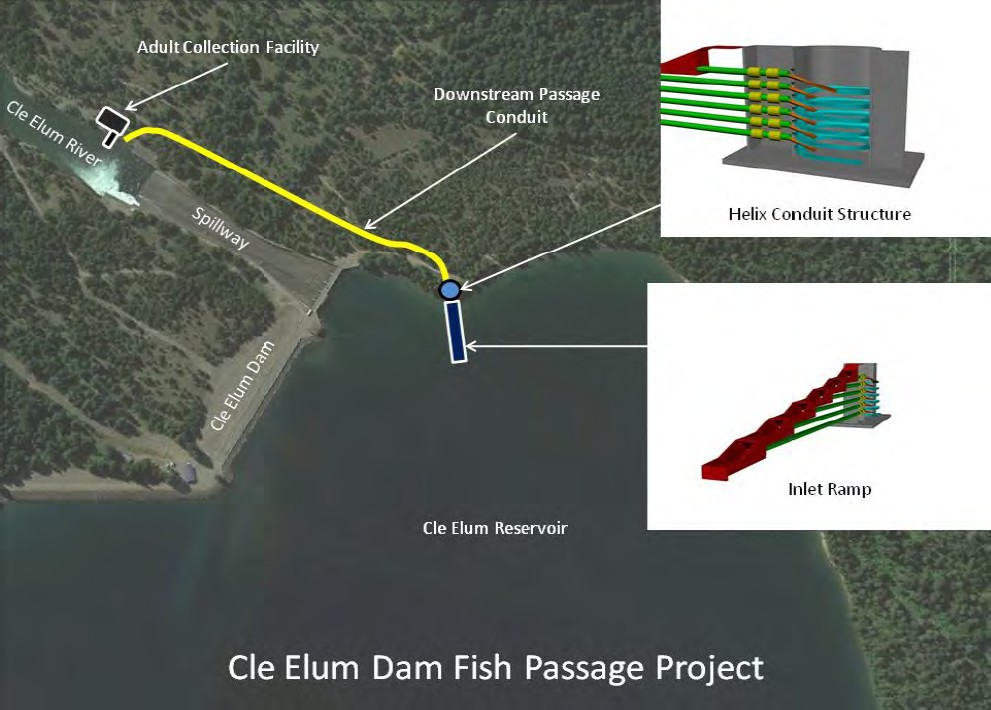 Adult Collection Facility
Downstream Passage
Conduit
Cle Elum River
Spillway
Helix Conduit Structure
Cle Elum Dam
Inlet Ramp
Cle Elum Reservoir
Cle Elum Dam Fish Passage Project